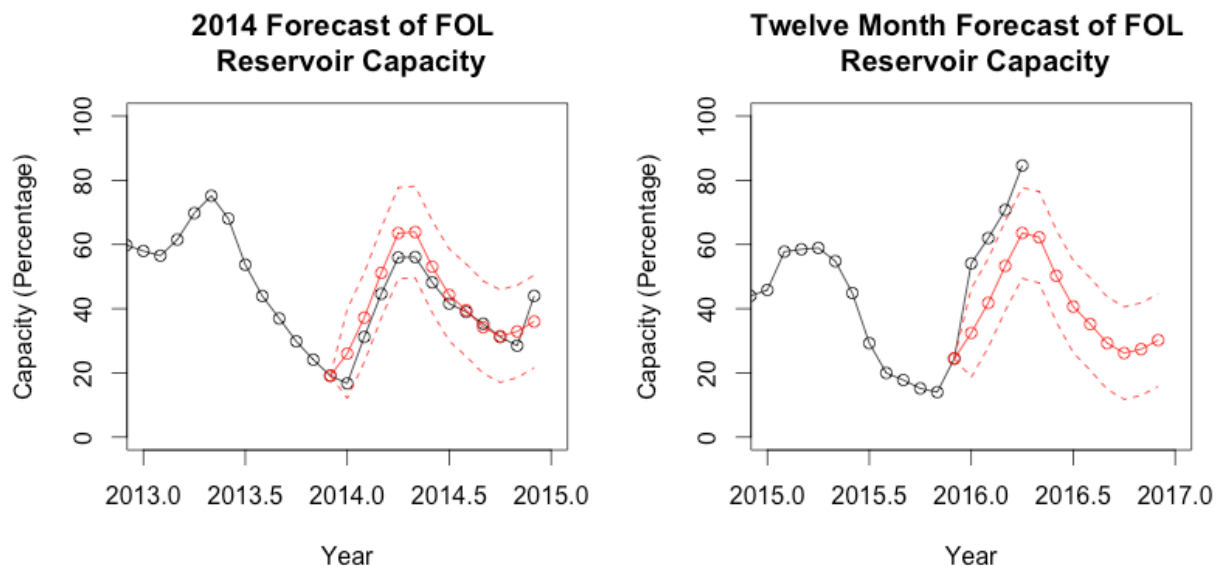 2014 Forecast of FOL
Reservoir Capacity
Capacity (Percentage)
100
80
60
40
20
0
2013.0 2013.5 2014.0 2014.5 2015.0
Year
Twelve Month Forecast of FOL
Reservoir Capacity
Capacity (Percentage)
100
80
60
40
20
0
2015.0 2015.5 2016.0 2016.5 2017.0
Year